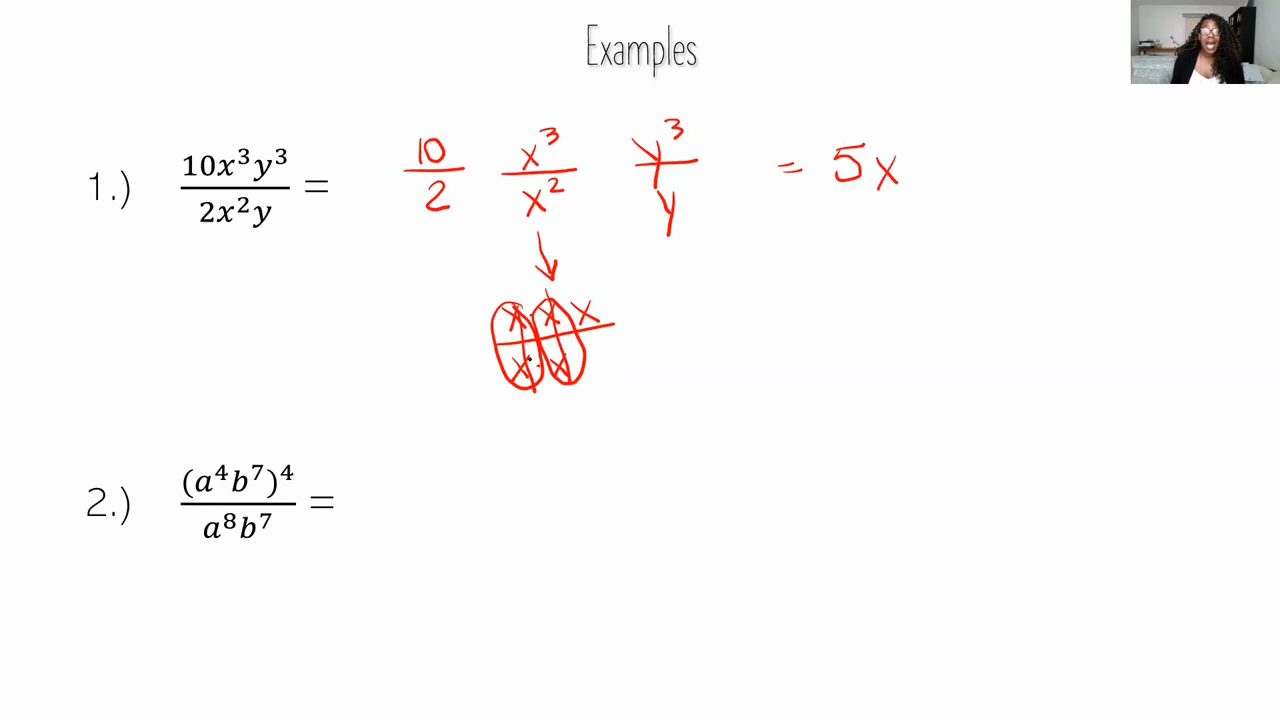 Examples
1.) 10x³y³/2x²y = 10/2 x³/x² y³/y = 5x
x x x
x · x
2.) (a⁴b⁷)⁴/a⁸b⁷ =